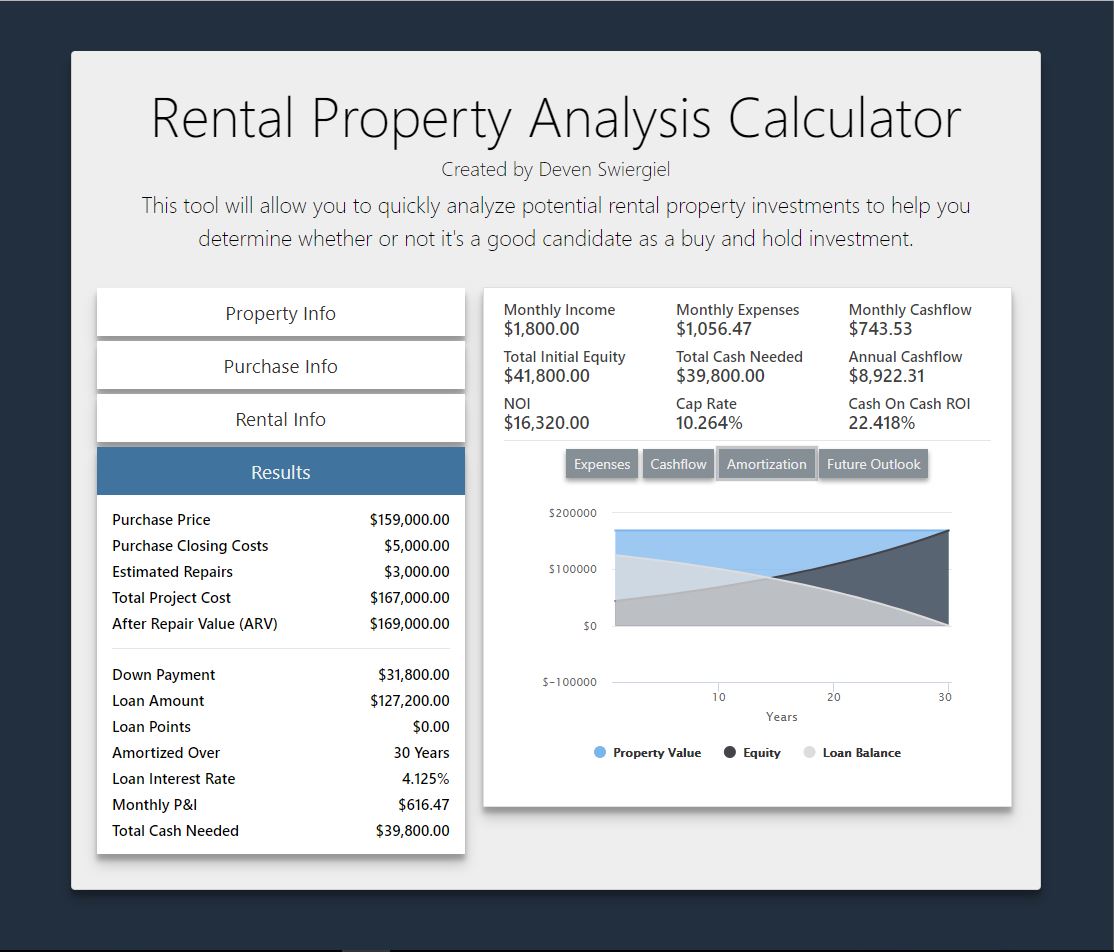 Rental Property Analysis Calculator
Created by Deven Swiergiel
This tool will allow you to quickly analyze potential rental property investments to help you
determine whether or not it's a good candidate as a buy and hold investment.
Property Info
Purchase Info
Rental Info
Results
Purchase Price $159,000.00
Purchase Closing Costs $5,000.00
Estimated Repairs $3,000.00
Total Project Cost $167,000.00
After Repair Value (ARV) $169,000.00
Down Payment $31,800.00
Loan Amount $127,200.00
Loan Points $0.00
Amortized Over 30 Years
Loan Interest Rate 4.125%
Monthly P&I $616.47
Total Cash Needed $39,800.00
Monthly Income Monthly Expenses Monthly Cashflow
$1,800.00 $1,056.47 $743.53
Total Initial Equity Total Cash Needed Annual Cashflow
$41,800.00 $39,800.00 $8,922.31
NOI Cap Rate Cash On Cash ROI
$16,320.00 10.264% 22.418%
Expenses Cashflow Amortization Future Outlook
$200000
$100000
$0
$-100000
10 20 30
Years
Property Value Equity Loan Balance